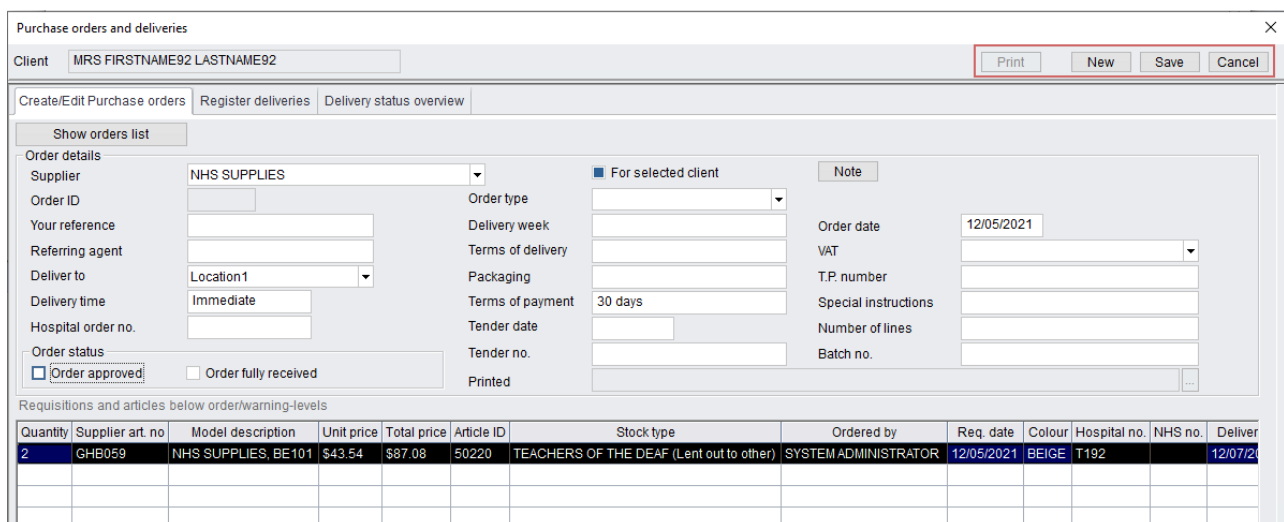 Purchase orders and deliveries
Client MRS FIRSTNAME92 LASTNAME92 Print New Save Cancel
Create/Edit Purchase orders Register deliveries Delivery status overview
Show orders list
Order details
Supplier NHS SUPPLIES For selected client Note
Order ID Order type
Your reference Delivery week Order date 12/05/2021
Referring agent Terms of delivery VAT
Deliver to Location1 Packaging T.P. number
Delivery time Immediate Terms of payment 30 days Special instructions
Hospital order no. Tender date Number of lines
Order status Tender no. Batch no.
Order approved Order fully received Printed ...
Requisitions and articles below order/warning-levels
Quantity Supplier art. no Model description Unit price Total price Article ID Stock type Ordered by Req. date Colour Hospital no. NHS no. Deliver
2 GHB059 NHS SUPPLIES, BE101 $43.54 $87.08 50220 TEACHERS OF THE DEAF (Lent out to other) SYSTEM ADMINISTRATOR 12/05/2021 BEIGE T192 12/07/20